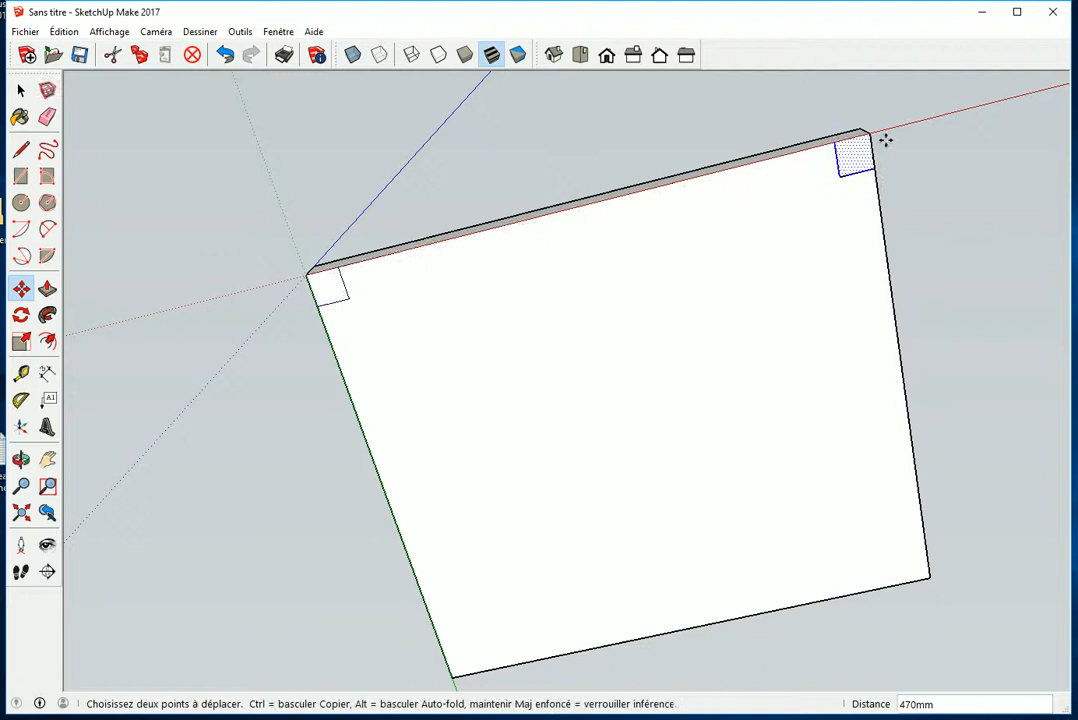 Sans titre - SketchUp Make 2017
Fichier Édition Affichage Caméra Dessiner Outils Fenêtre Aide
A1
Choisissez deux points à déplacer. Ctrl = basculer Copier, Alt = basculer Auto-fold, maintenir Maj enfoncé = verrouiller inférence.
Distance 470mm